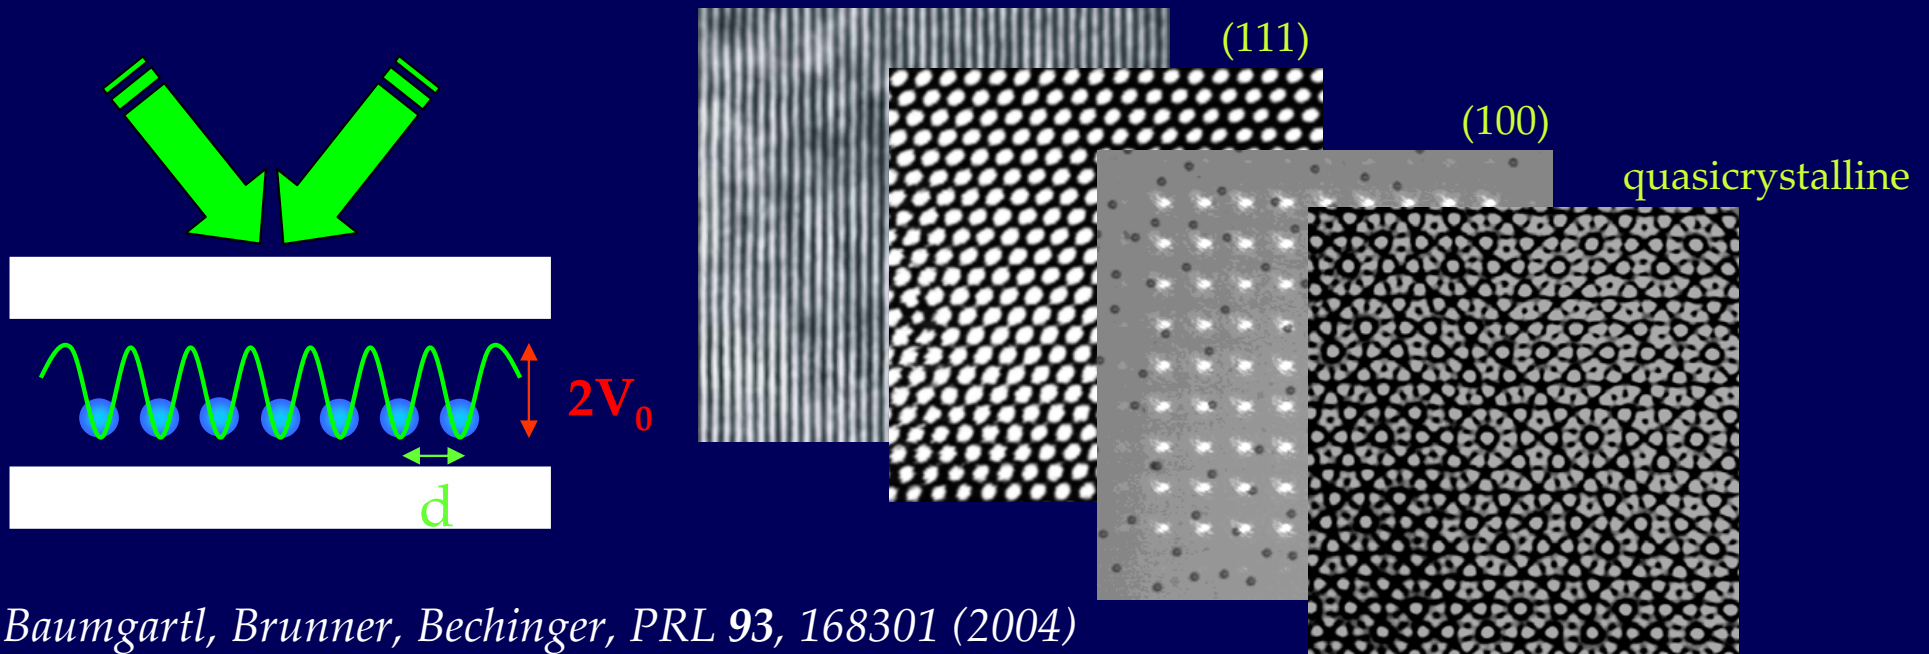 (111)
(100)
quasicrystalline
2V₀
d
Baumgartl, Brunner, Bechinger, PRL 93, 168301 (2004)